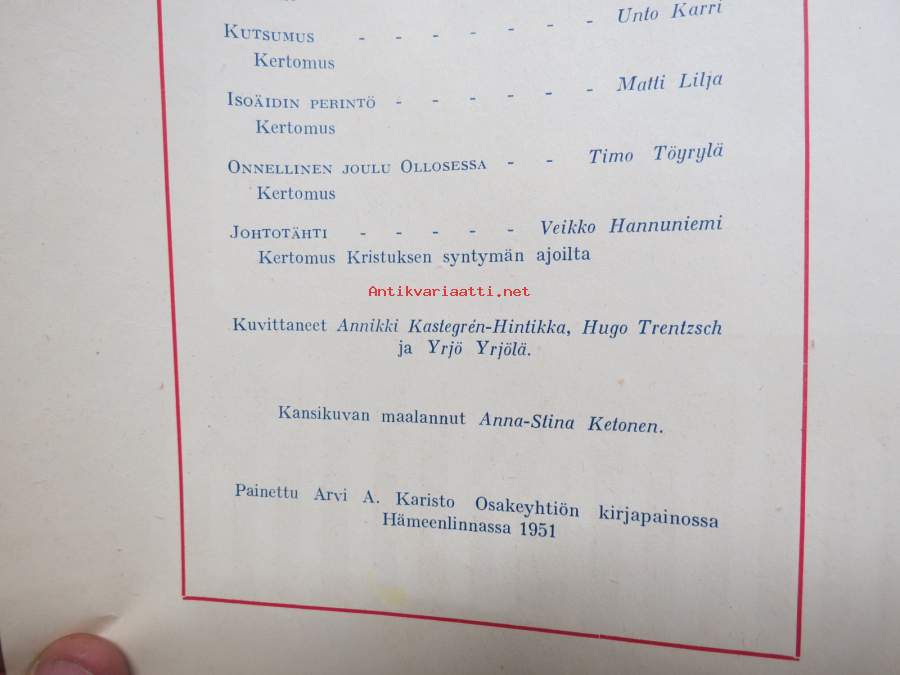 Kutsumus - - - - - - - Unto Karri
Kertomus
Isoäidin perintö - - - - - - Matti Lilja
Kertomus
Onnellinen joulu Ollosessa - - Timo Töyrylä
Kertomus
Johtotähti - - - - - Veikko Hannuniemi
Kertomus Kristuksen syntymän ajoilta
Antikvariaatti.net
Kuvittaneet Annikki Kastegrén-Hintikka, Hugo Trentzsch
ja Yrjö Yrjölä.
Kansikuvan maalannut Anna-Stina Ketonen.
Painettu Arvi A. Karisto Osakeyhtiön kirjapainossa
Hämeenlinnassa 1951